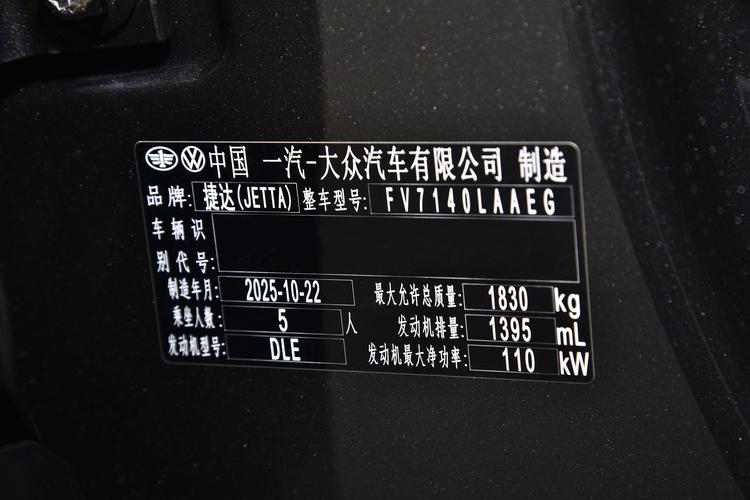 中国 一汽-大众汽车有限公司 制造
品牌: 捷达(JETTA) 整车型号: FV7140LAAEG
车辆识
别代号:
制造年月: 2025-10-22 最大允许总质量: 1830 kg
乘坐人数: 5 人 发动机排量: 1395 mL
发动机型号: DLE 发动机最大净功率: 110 kW